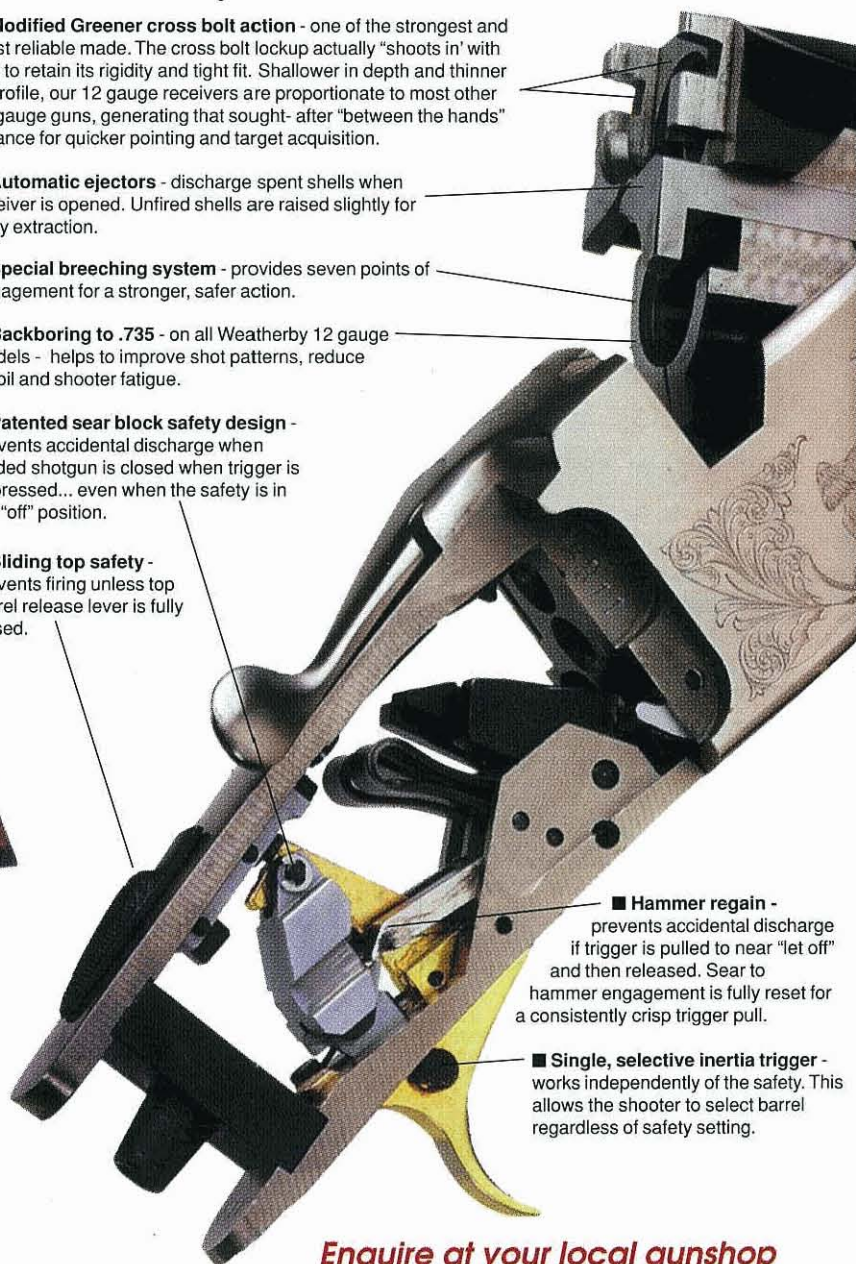 Modified Greener cross bolt action - one of the strongest and
st reliable made. The cross bolt lockup actually "shoots in' with
to retain its rigidity and tight fit. Shallower in depth and thinner
rofile, our 12 gauge receivers are proportionate to most other
gauge guns, generating that sought- after "between the hands"
ance for quicker pointing and target acquisition.
Automatic ejectors - discharge spent shells when
eiver is opened. Unfired shells are raised slightly for
y extraction.
Special breeching system - provides seven points of
agement for a stronger, safer action.
Backboring to .735 - on all Weatherby 12 gauge
dels - helps to improve shot patterns, reduce
oil and shooter fatigue.
Patented sear block safety design -
vents accidental discharge when
ded shotgun is closed when trigger is
pressed... even when the safety is in
"off" position.
Sliding top safety -
vents firing unless top
rel release lever is fully
sed.
■ Hammer regain -
prevents accidental discharge
if trigger is pulled to near "let off"
and then released. Sear to
hammer engagement is fully reset for
a consistently crisp trigger pull.
■ Single, selective inertia trigger -
works independently of the safety. This
allows the shooter to select barrel
regardless of safety setting.
Enquire at your local gunshop